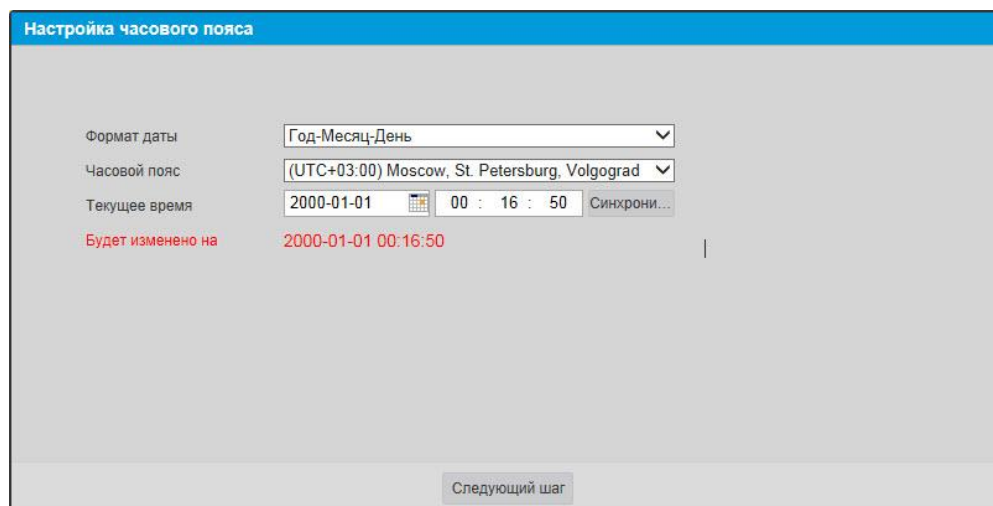 Настройка часового пояса
Формат даты Год-Месяц-День
Часовой пояс (UTC+03:00) Moscow, St. Petersburg, Volgograd
Текущее время 2000-01-01 00 : 16 : 50 Синхрони...
Будет изменено на 2000-01-01 00:16:50
Следующий шаг